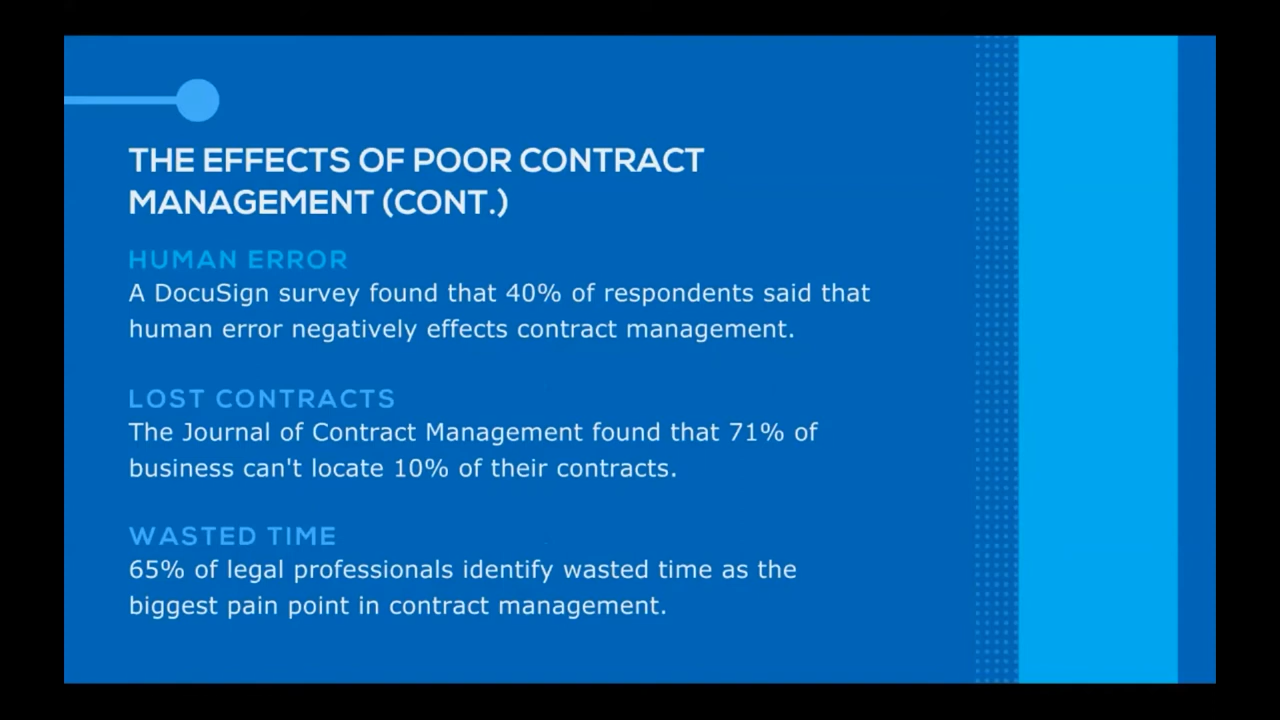 THE EFFECTS OF POOR CONTRACT
MANAGEMENT (CONT.)
HUMAN ERROR
A DocuSign survey found that 40% of respondents said that
human error negatively effects contract management.
LOST CONTRACTS
The Journal of Contract Management found that 71% of
business can't locate 10% of their contracts.
WASTED TIME
65% of legal professionals identify wasted time as the
biggest pain point in contract management.